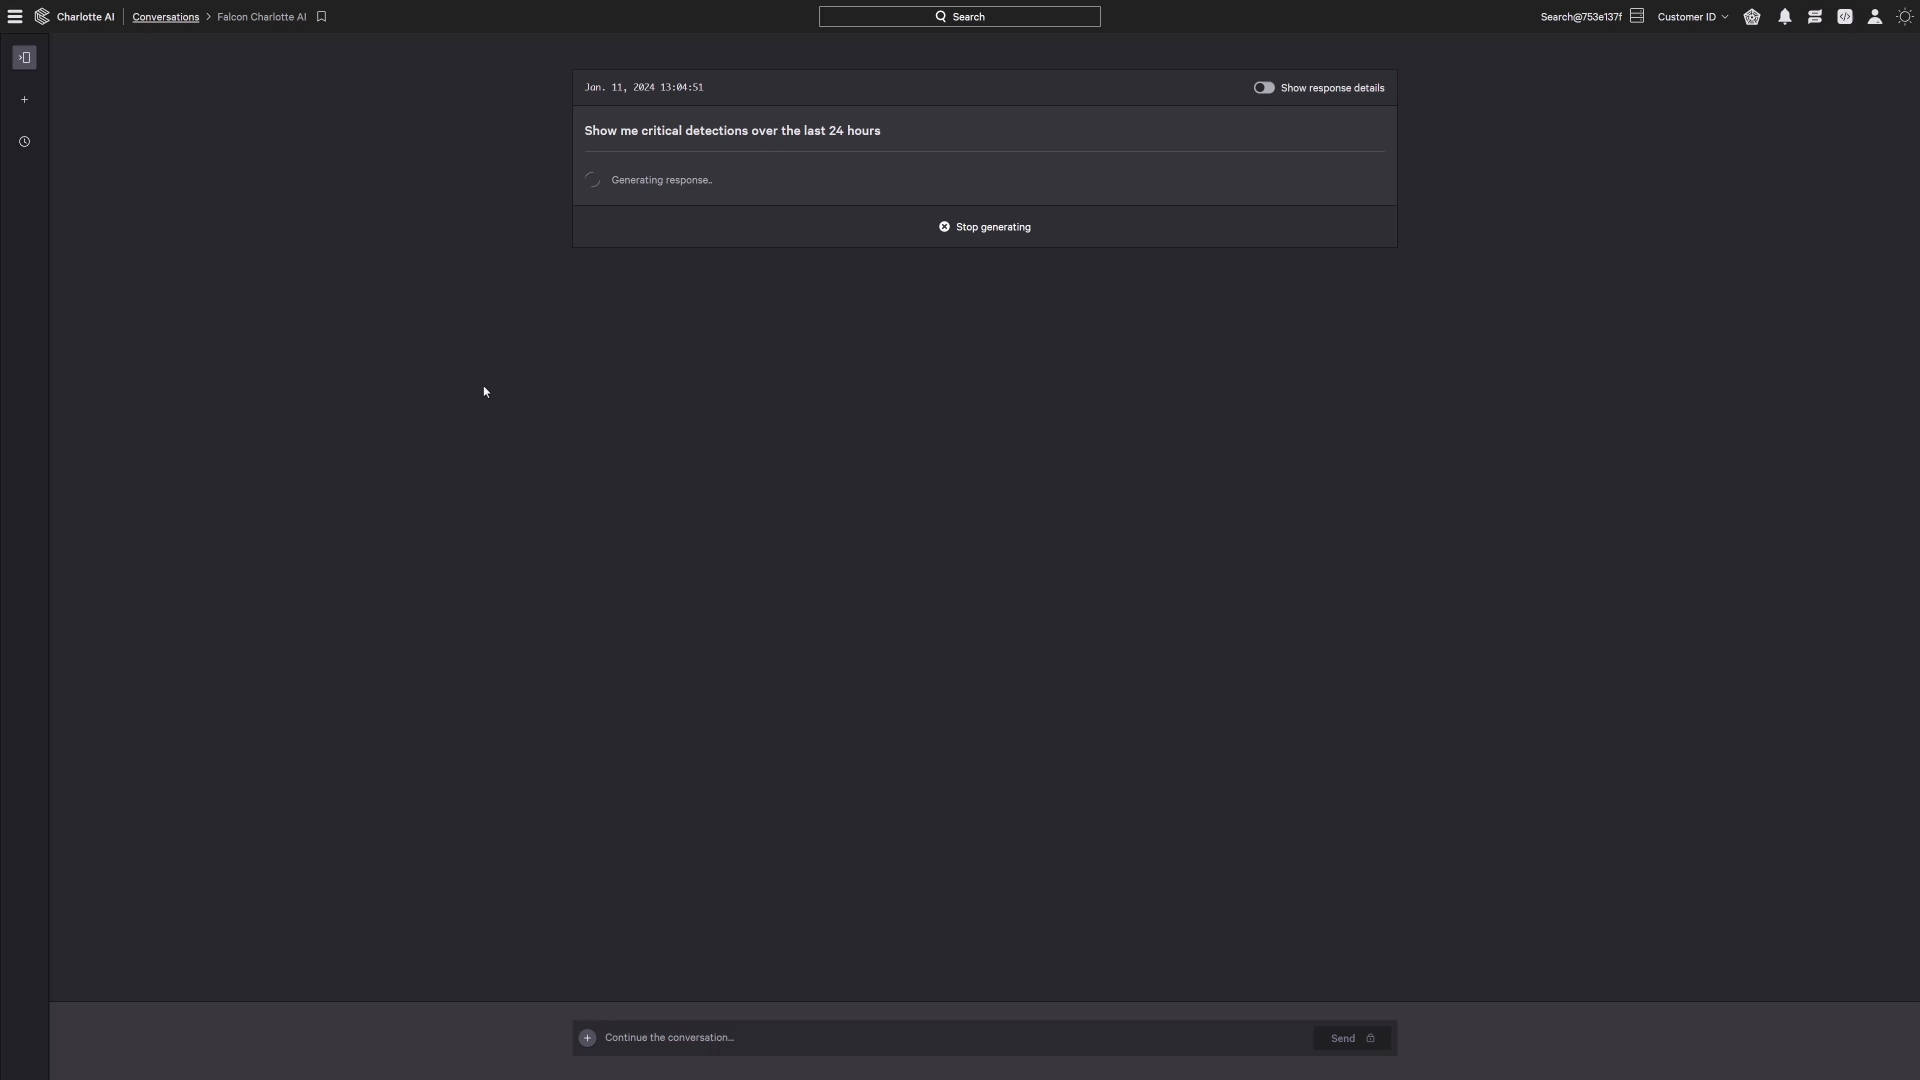 Charlotte AI
Conversations > Falcon Charlotte AI
Search
Search@753e137f
Customer ID
Jan. 11, 2024 13:04:51
Show response details
Show me critical detections over the last 24 hours
Generating response..
Stop generating
Continue the conversation...
Send